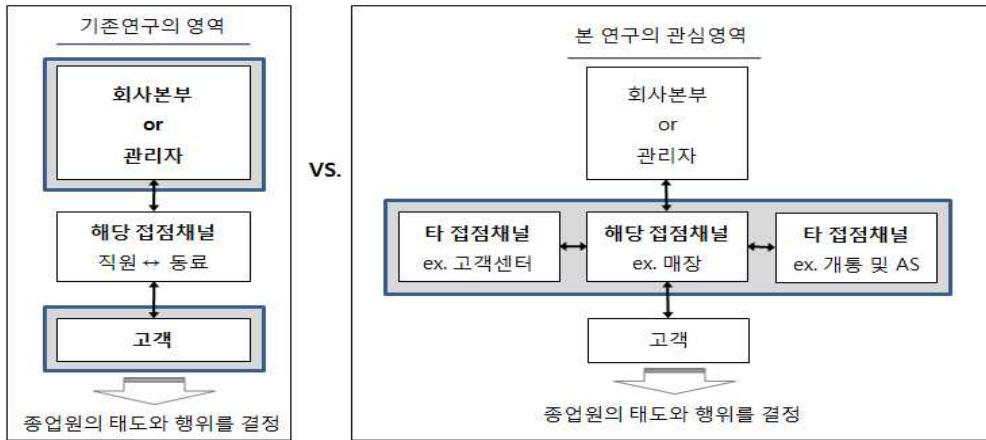 기존연구의 영역
회사본부
or
관리자
해당 접점채널
직원 ↔ 동료
고객
종업원의 태도와 행위를 결정
VS.
본 연구의 관심영역
회사본부
or
관리자
타 접점채널
ex. 고객센터
해당 접점채널
ex. 매장
타 접점채널
ex. 개통 및 AS
고객
종업원의 태도와 행위를 결정